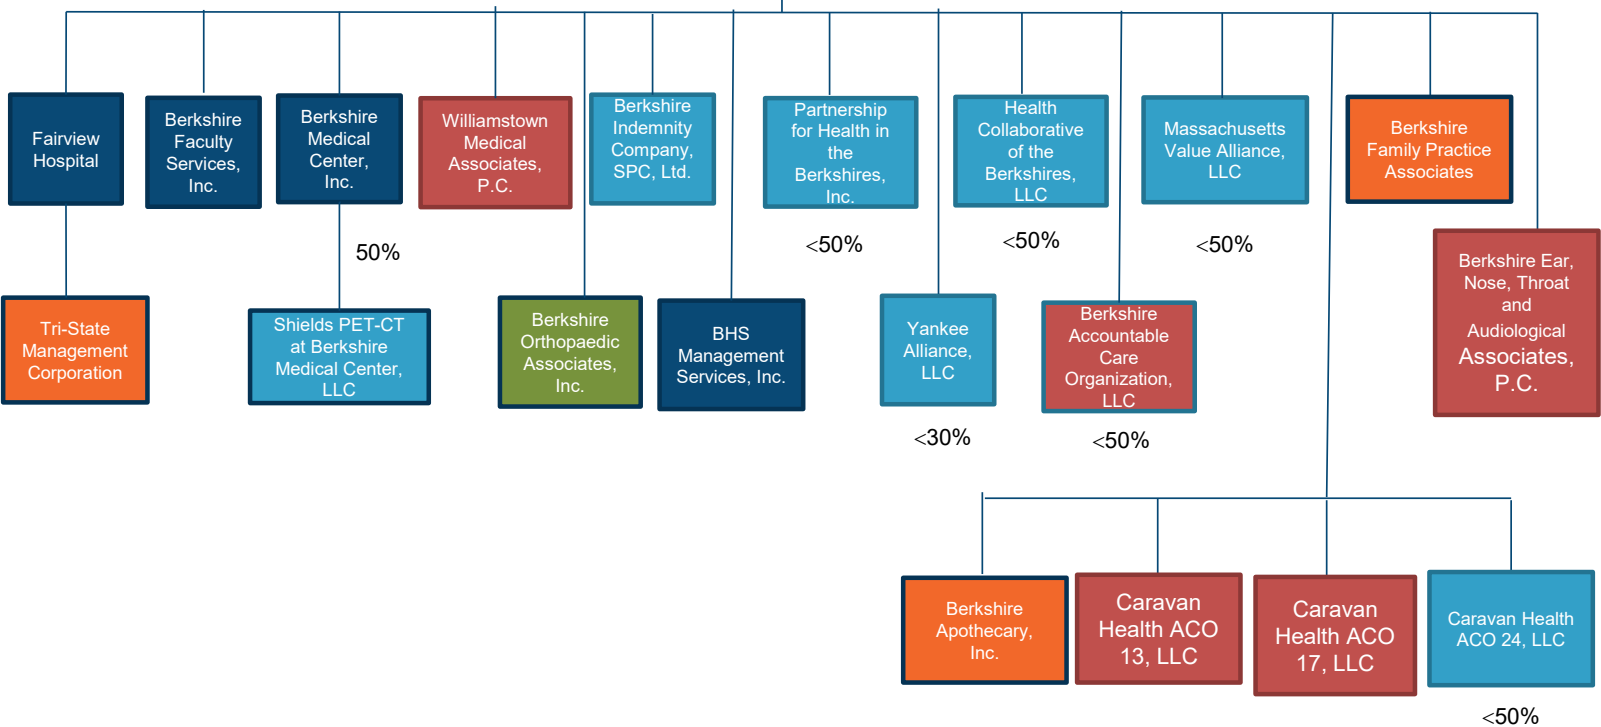 Fairview
Hospital
Berkshire
Faculty
Services,
Inc.
Berkshire
Medical
Center,
Inc.
Williamstown
Medical
Associates,
P.C.
Berkshire
Indemnity
Company,
SPC, Ltd.
Partnership
for Health in
the
Berkshires,
Inc.
Health
Collaborative
of the
Berkshires,
LLC
Massachusetts
Value Alliance,
LLC
Berkshire
Family Practice
Associates
50%
<50%
<50%
<50%
Tri-State
Management
Corporation
Shields PET-CT
at Berkshire
Medical Center,
LLC
Berkshire
Orthopaedic
Associates,
Inc.
BHS
Management
Services, Inc.
Yankee
Alliance,
LLC
Berkshire
Accountable
Care
Organization,
LLC
Berkshire Ear,
Nose, Throat
and
Audiological
Associates,
P.C.
<30%
<50%
Berkshire
Apothecary,
Inc.
Caravan
Health ACO
13, LLC
Caravan
Health ACO
17, LLC
Caravan Health
ACO 24, LLC
<50%